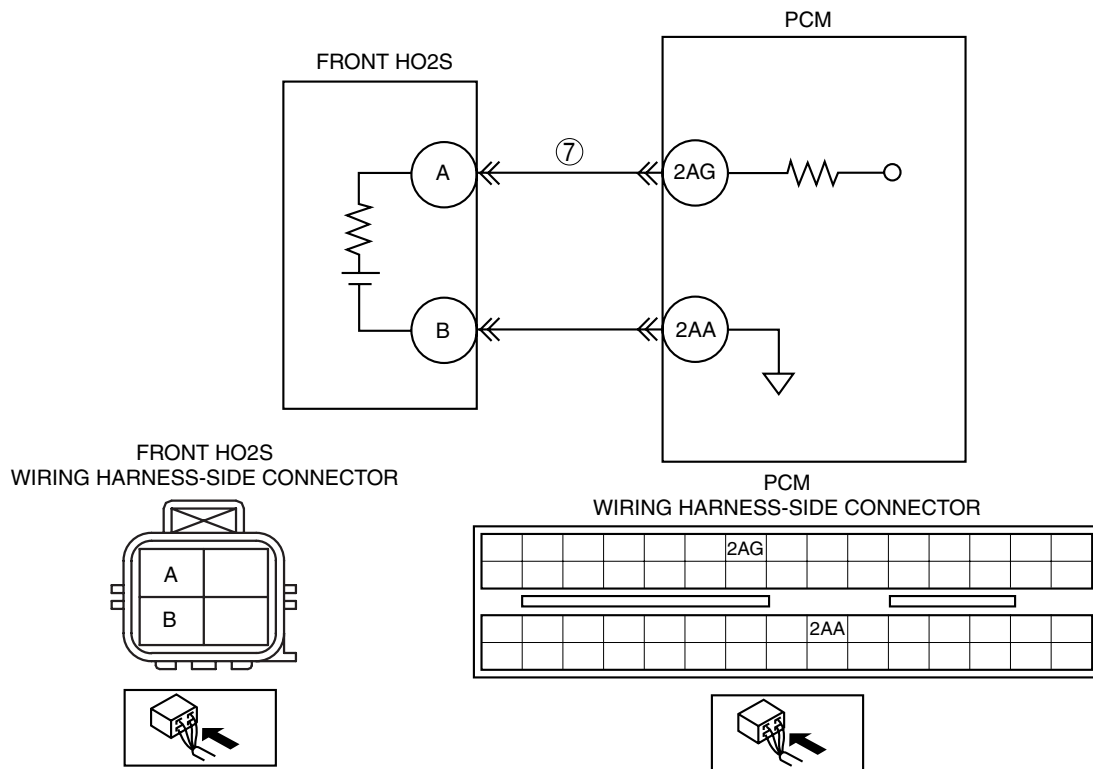 PCM
FRONT HO2S
⑦
A
2AG
B
2AA
FRONT HO2S
WIRING HARNESS-SIDE CONNECTOR
PCM
WIRING HARNESS-SIDE CONNECTOR
A
B
2AG
2AA